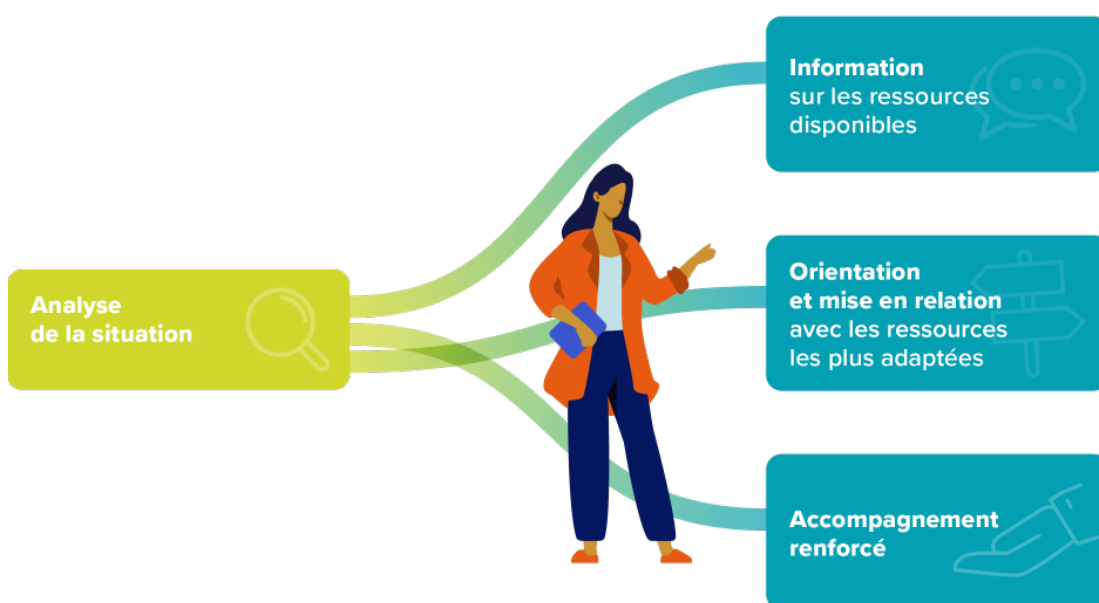 Information
sur les ressources
disponibles
Analyse
de la situation
Orientation
et mise en relation
avec les ressources
les plus adaptées
Accompagnement
renforcé